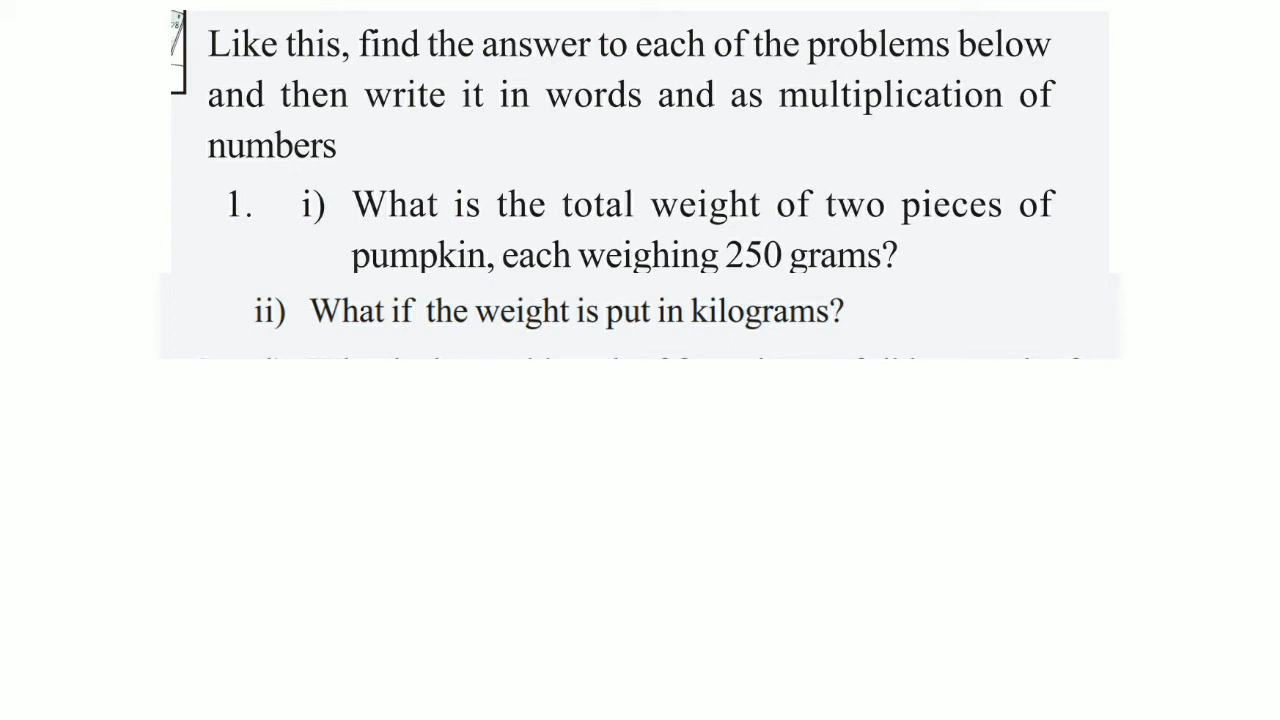 Like this, find the answer to each of the problems below
and then write it in words and as multiplication of
numbers
1. i) What is the total weight of two pieces of
pumpkin, each weighing 250 grams?
ii) What if the weight is put in kilograms?